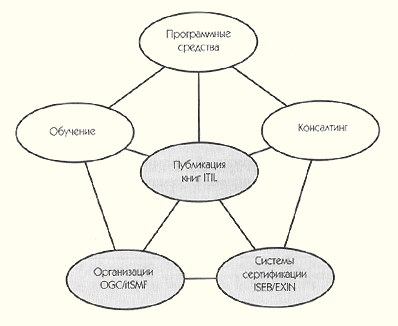 Программные
средства
Обучение
Консалтинг
Публикация
книг ITIL
Организации
OGC/itSMF
Системы
сертификации
ISEB/EXIN